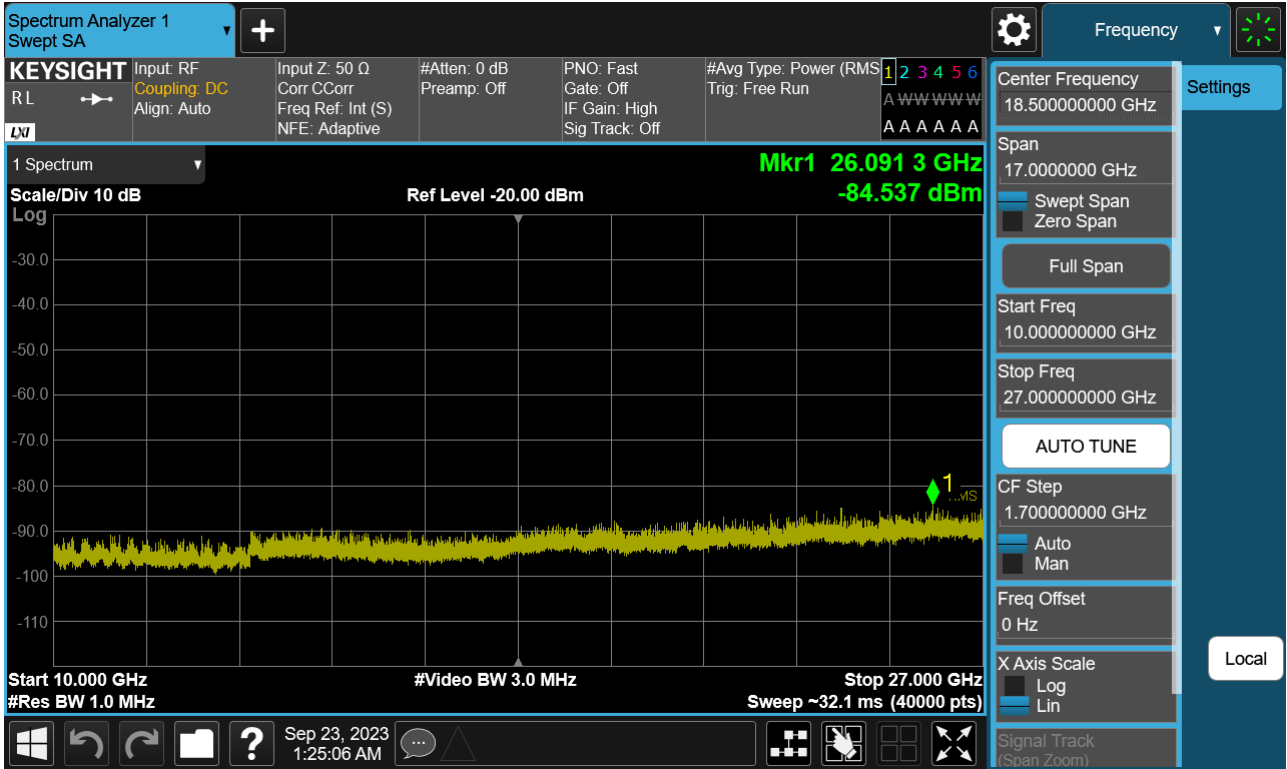 Spectrum Analyzer 1
Swept SA
Frequency
KEYSIGHT
R L
LXI
Input: RF
Coupling: DC
Align: Auto
Input Z: 50 Ω
Corr CCorr
Freq Ref: Int (S)
NFE: Adaptive
#Atten: 0 dB
Preamp: Off
PNO: Fast
Gate: Off
IF Gain: High
Sig Track: Off
#Avg Type: Power (RMS
Trig: Free Run
1 2 3 4 5 6
A W W W W W
A A A A A A
1 Spectrum
Scale/Div 10 dB
Log
Ref Level -20.00 dBm
Mkr1 26.091 3 GHz
-84.537 dBm
-30.0
-40.0
-50.0
-60.0
-70.0
-80.0
-90.0
-100
-110
1
Start 10.000 GHz
#Res BW 1.0 MHz
#Video BW 3.0 MHz
Stop 27.000 GHz
Sweep ~32.1 ms (40000 pts)
Center Frequency
18.500000000 GHz
Settings
Span
17.0000000 GHz
Swept Span
Zero Span
Full Span
Start Freq
10.000000000 GHz
Stop Freq
27.000000000 GHz
AUTO TUNE
CF Step
1.700000000 GHz
Auto
Man
Freq Offset
0 Hz
X Axis Scale
Log
Lin
Signal Track
(Span Zoom)
Local
?
Sep 23, 2023
1:25:06 AM